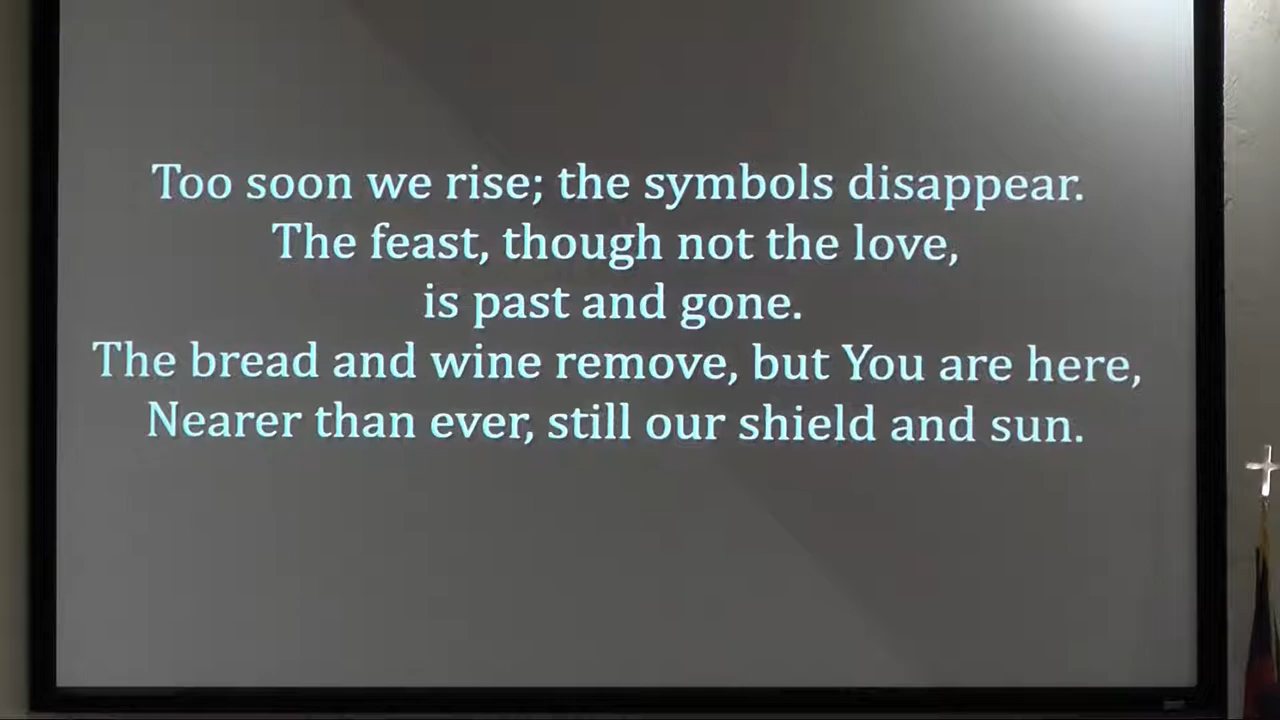 Too soon we rise; the symbols disappear.
The feast, though not the love,
is past and gone.
The bread and wine remove, but You are here,
Nearer than ever, still our shield and sun.